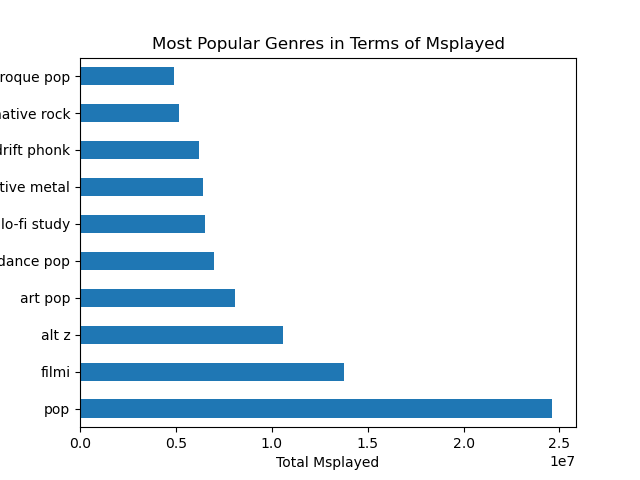 Most Popular Genres in Terms of Msplayed
roque pop
native rock
drift phonk
tive metal
lo-fi study
dance pop
art pop
alt z
filmi
pop
0.0 0.5 1.0 1.5 2.0 2.5
1e7
Total Msplayed